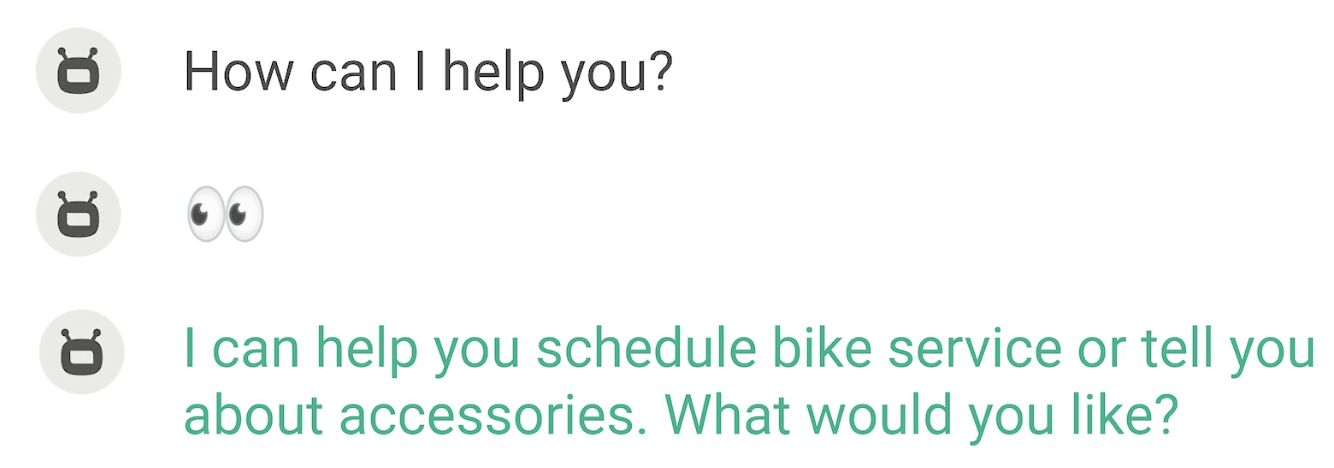 How can I help you?
👀
I can help you schedule bike service or tell you
about accessories. What would you like?